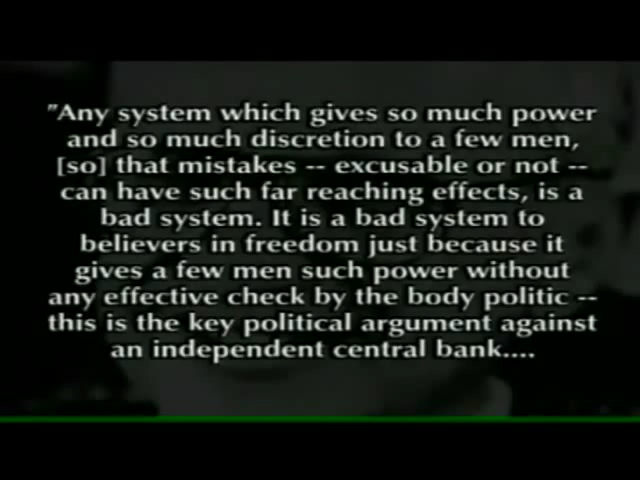 "Any system which gives so much power
and so much discretion to a few men,
[so] that mistakes -- excusable or not --
can have such far reaching effects, is a
bad system. It is a bad system to
believers in freedom just because it
gives a few men such power without
any effective check by the body politic --
this is the key political argument against
an independent central bank....